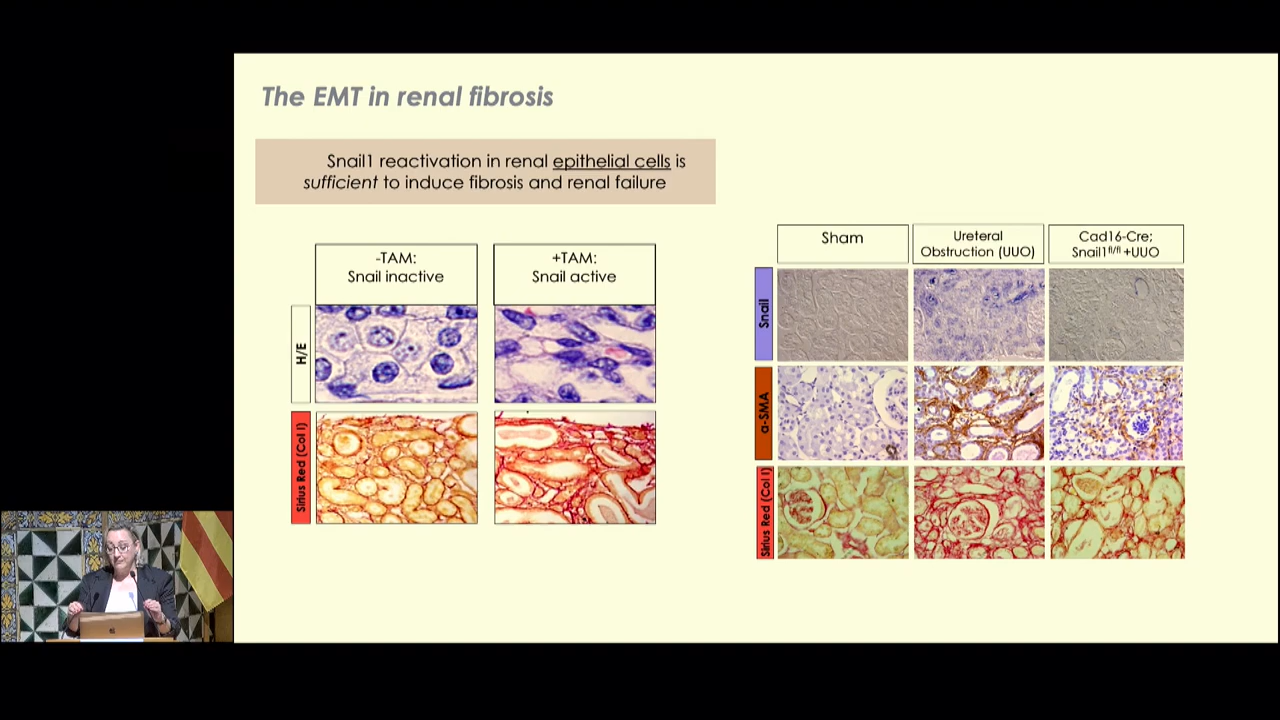 The EMT in renal fibrosis
Snail1 reactivation in renal epithelial cells is
sufficient to induce fibrosis and renal failure
-TAM:
Snail inactive
+TAM:
Snail active
H/E
Sirius Red (Col I)
Sham
Ureteral
Obstruction (UUO)
Cad16-Cre;
Snail1fl/fl +UUO
Snail
α-SMA
Sirius Red (Col I)